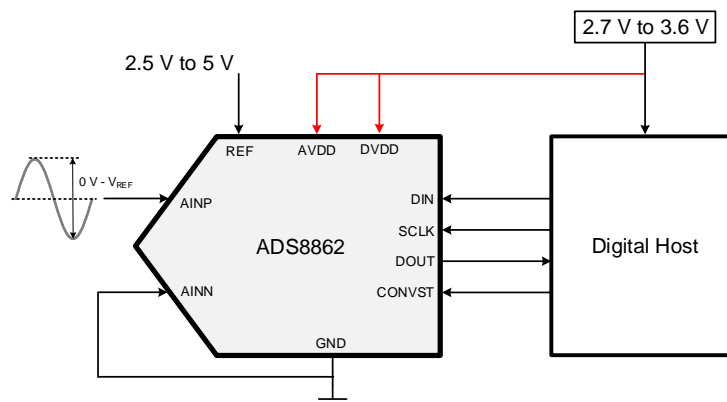 2.7 V to 3.6 V
2.5 V to 5 V
REF
AVDD
DVDD
0 V - VREF
AINP
DIN
SCLK
ADS8862
DOUT
Digital Host
AINN
CONVST
GND